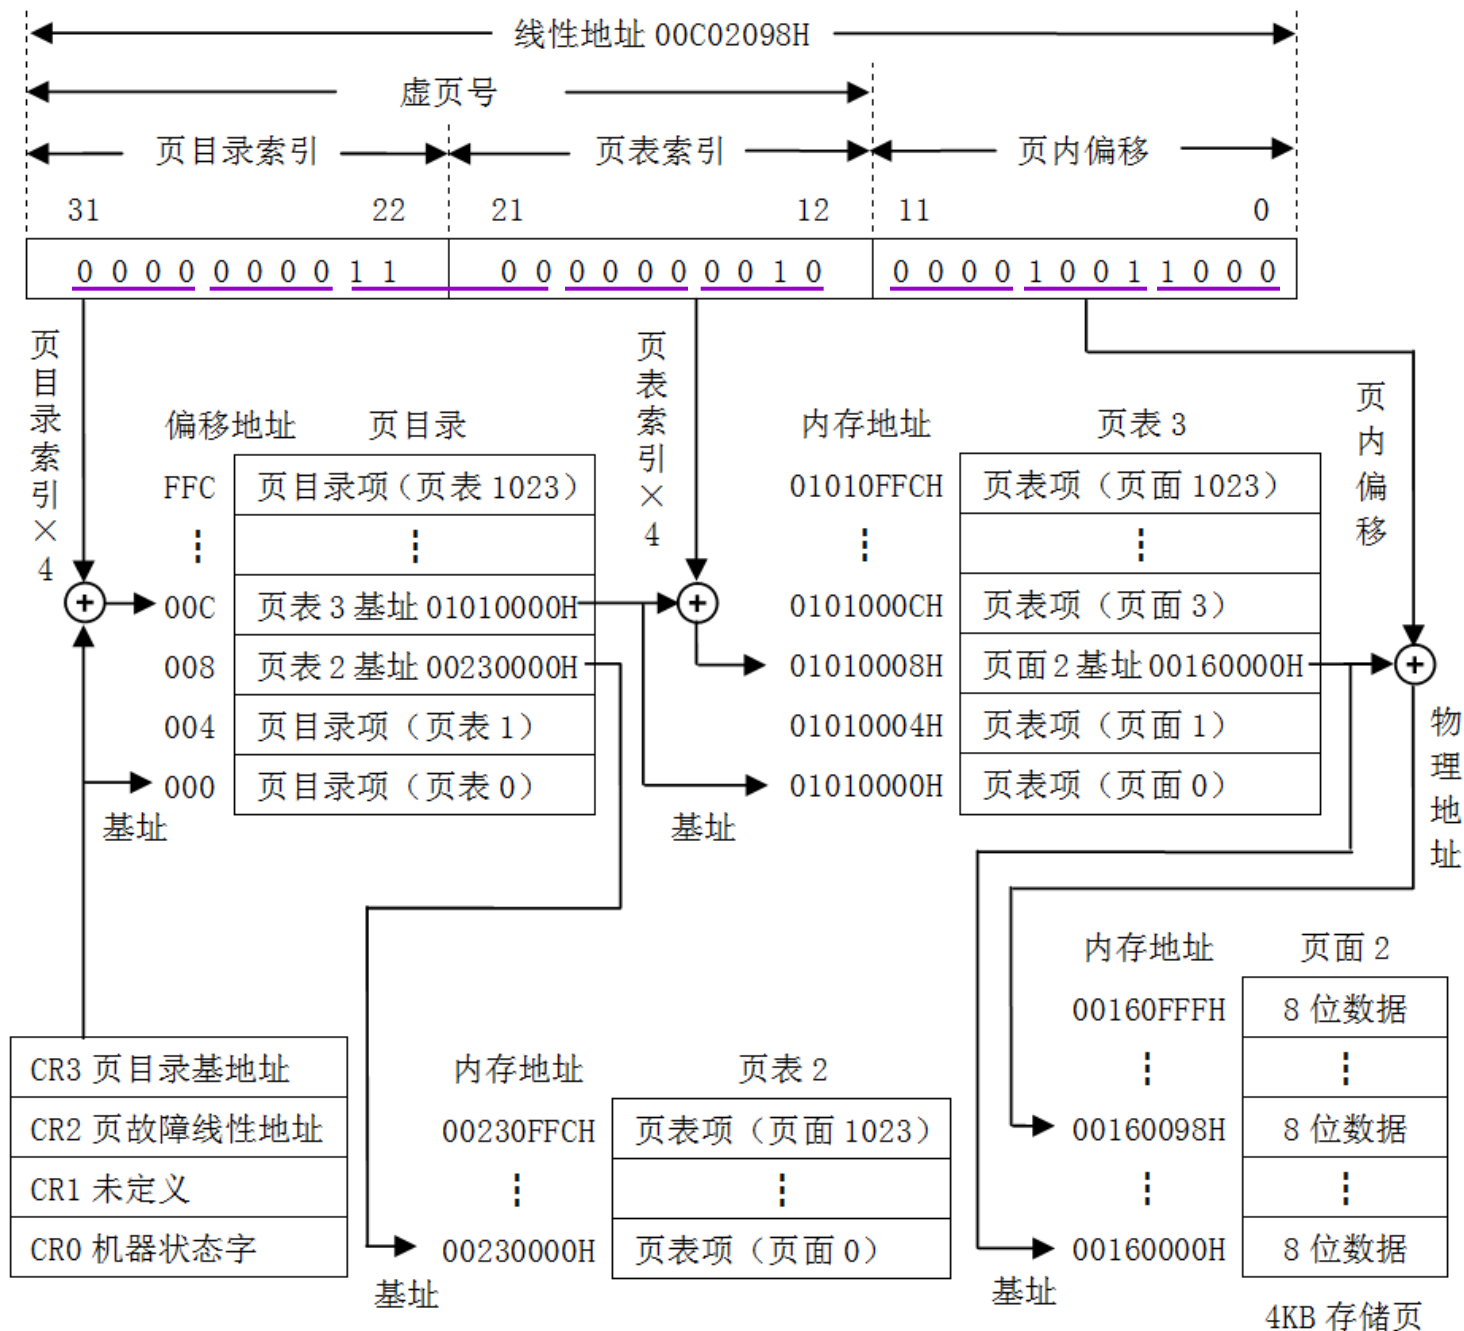 线性地址 00C02098H
虚页号
页目录索引 页表索引 页内偏移
31 22 21 12 11 0
0 0 0 0 0 0 0 0 1 1 0 0 0 0 0 0 0 0 1 0 0 0 0 0 1 0 0 1 1 0 0 0
页目录索引×4
页表索引×4
页内偏移
偏移地址 页目录
FFC 页目录项（页表 1023）
00C 页表 3 基址 01010000H
008 页表 2 基址 00230000H
004 页目录项（页表 1）
000 页目录项（页表 0）
基址
内存地址 页表 3
01010FFCH 页表项（页面 1023）
0101000CH 页表项（页面 3）
01010008H 页面 2 基址 00160000H
01010004H 页表项（页面 1）
01010000H 页表项（页面 0）
基址
物理地址
CR3 页目录基地址
CR2 页故障线性地址
CR1 未定义
CR0 机器状态字
内存地址 页表 2
00230FFCH 页表项（页面 1023）
00230000H 页表项（页面 0）
基址
内存地址 页面 2
00160FFFH 8 位数据
00160098H 8 位数据
00160000H 8 位数据
基址
4KB 存储页